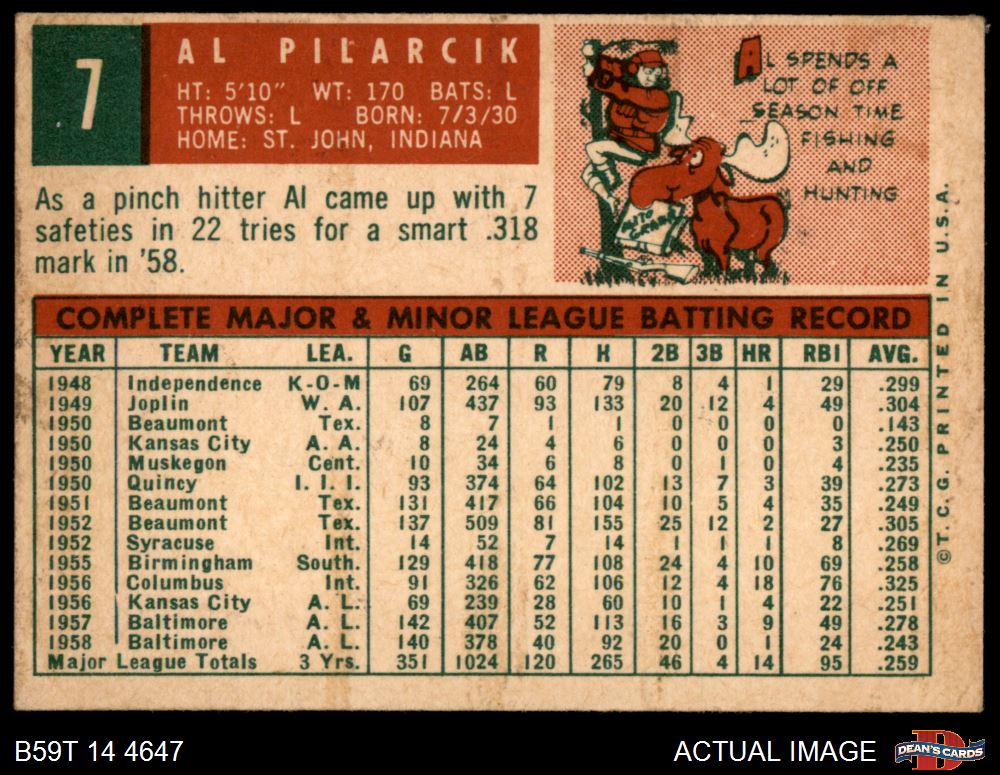 7
AL PILARCIK
HT: 5'10" WT: 170 BATS: L
THROWS: L BORN: 7/3/30
HOME: ST. JOHN, INDIANA
AL SPENDS A
LOT OF OFF
SEASON TIME
FISHING
AND
HUNTING
AUTO
GRAPH
As a pinch hitter Al came up with 7
safeties in 22 tries for a smart .318
mark in '58.
COMPLETE MAJOR & MINOR LEAGUE BATTING RECORD
YEAR TEAM LEA. G AB R H 2B 3B HR RBI AVG.
1948 Independence K-O-M 69 264 60 79 8 4 1 29 .299
1949 Joplin W. A. 107 437 93 133 20 12 4 49 .304
1950 Beaumont Tex. 8 7 1 1 0 0 0 0 .143
1950 Kansas City A. A. 8 24 4 6 0 0 0 3 .250
1950 Muskegon Cent. 10 34 6 8 0 1 0 4 .235
1950 Quincy I. I. I. 93 374 64 102 13 7 3 39 .273
1951 Beaumont Tex. 131 417 66 104 10 5 4 35 .249
1952 Beaumont Tex. 137 509 81 155 25 12 2 27 .305
1952 Syracuse Int. 14 52 7 14 1 1 1 8 .269
1955 Birmingham South. 129 418 77 108 24 4 10 69 .258
1956 Columbus Int. 91 326 62 106 12 4 18 76 .325
1956 Kansas City A. L. 69 239 28 60 10 1 4 22 .251
1957 Baltimore A. L. 142 407 52 113 16 3 9 49 .278
1958 Baltimore A. L. 140 378 40 92 20 0 1 24 .243
Major League Totals 3 Yrs. 351 1024 120 265 46 4 14 95 .259
©T. C. G. PRINTED IN U.S.A.
B59T 14 4647
ACTUAL IMAGE
D
DEAN'S CARDS